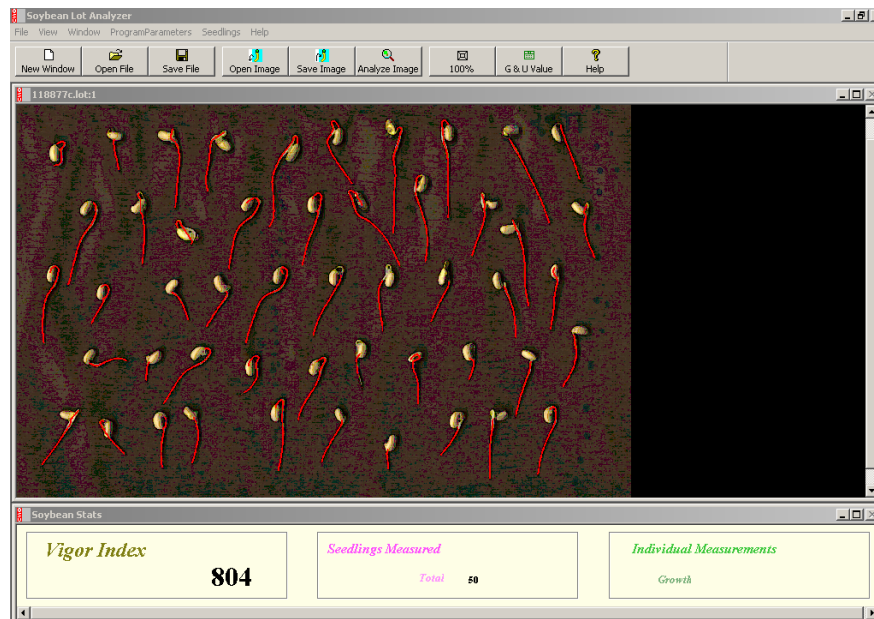 Soybean Lot Analyzer
File View Window ProgramParameters Seedlings Help
New Window Open File Save File Open Image Save Image Analyze Image 100% G & U Value Help
118877c.lot:1
Soybean Stats
Vigor Index Seedlings Measured Individual Measurements
804 Total 50 Growth